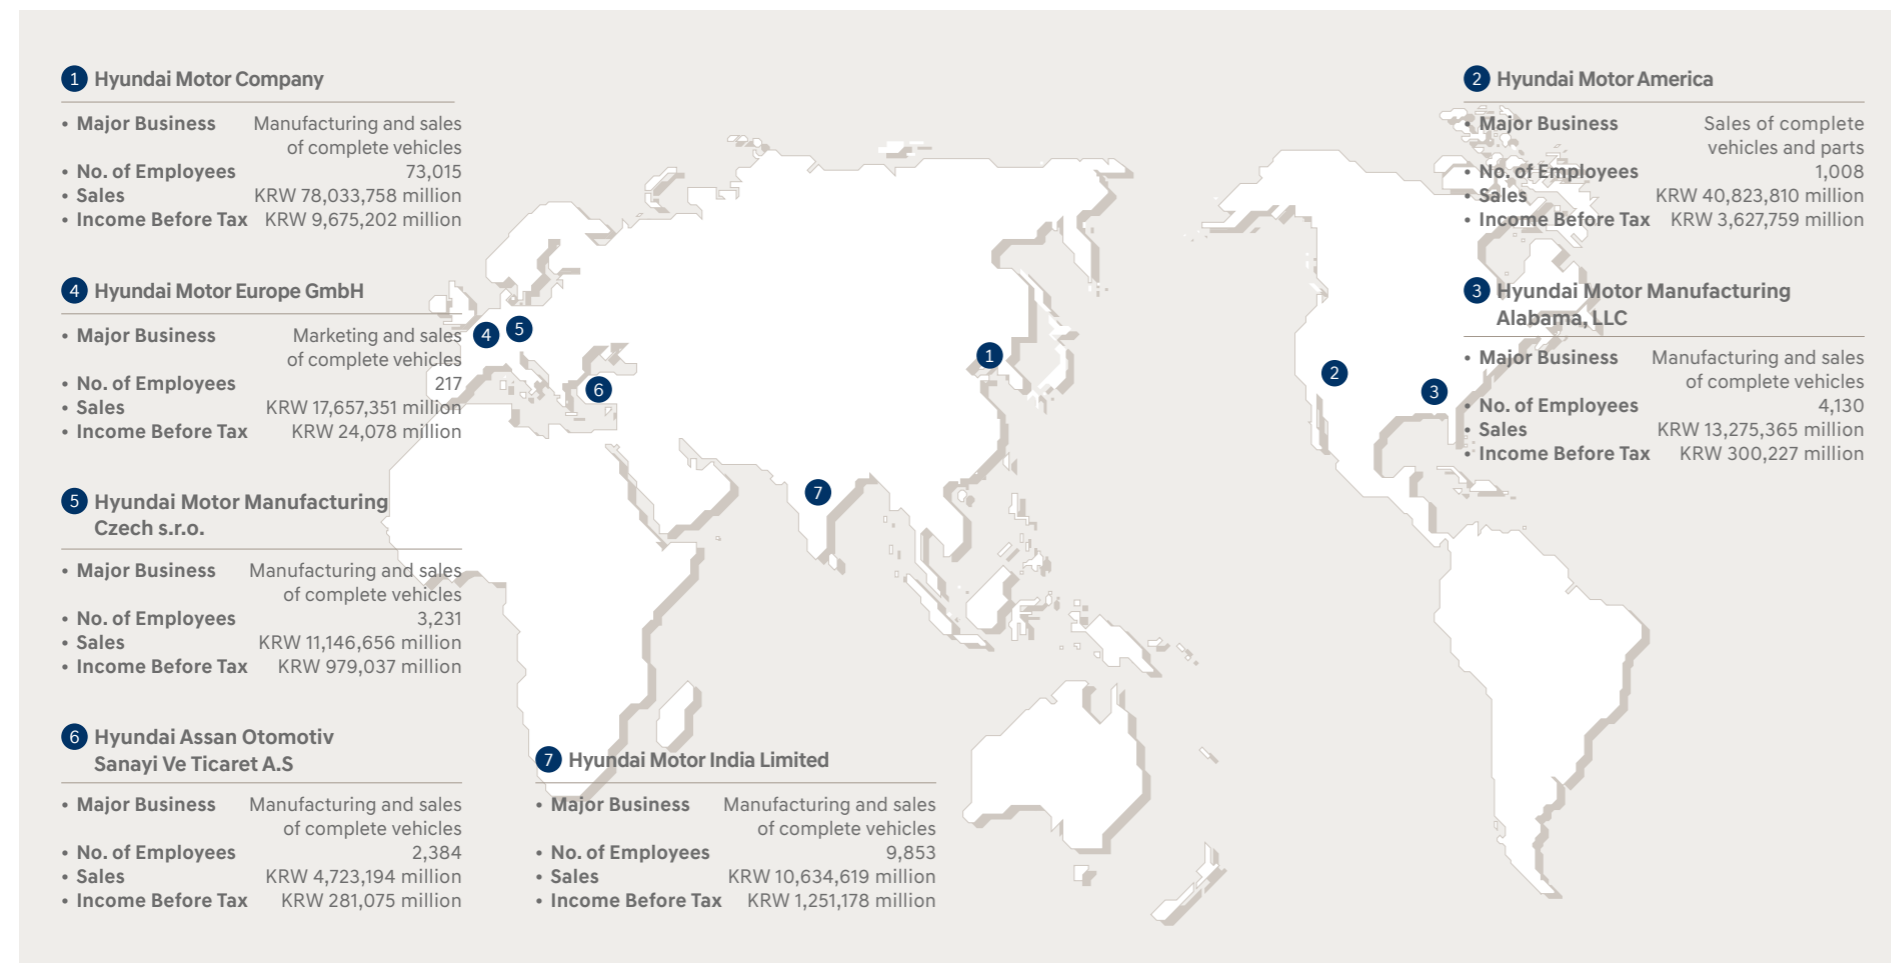 1 Hyundai Motor Company
• Major Business Manufacturing and sales
of complete vehicles
• No. of Employees 73,015
• Sales KRW 78,033,758 million
• Income Before Tax KRW 9,675,202 million
2 Hyundai Motor America
• Major Business Sales of complete
vehicles and parts
• No. of Employees 1,008
• Sales KRW 40,823,810 million
• Income Before Tax KRW 3,627,759 million
4 Hyundai Motor Europe GmbH
• Major Business Marketing and sales
of complete vehicles
• No. of Employees 217
• Sales KRW 17,657,351 million
• Income Before Tax KRW 24,078 million
3 Hyundai Motor Manufacturing
Alabama, LLC
• Major Business Manufacturing and sales
of complete vehicles
• No. of Employees 4,130
• Sales KRW 13,275,365 million
• Income Before Tax KRW 300,227 million
4
5
1
2
6
3
7
5 Hyundai Motor Manufacturing
Czech s.r.o.
• Major Business Manufacturing and sales
of complete vehicles
• No. of Employees 3,231
• Sales KRW 11,146,656 million
• Income Before Tax KRW 979,037 million
6 Hyundai Assan Otomotiv
Sanayi Ve Ticaret A.S
• Major Business Manufacturing and sales
of complete vehicles
• No. of Employees 2,384
• Sales KRW 4,723,194 million
• Income Before Tax KRW 281,075 million
7 Hyundai Motor India Limited
• Major Business Manufacturing and sales
of complete vehicles
• No. of Employees 9,853
• Sales KRW 10,634,619 million
• Income Before Tax KRW 1,251,178 million